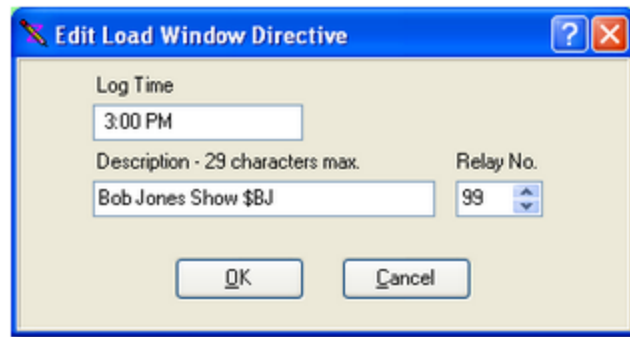 Edit Load Window Directive
Log Time
3:00 PM
Description - 29 characters max. Relay No.
Bob Jones Show $BJ 99
OK Cancel